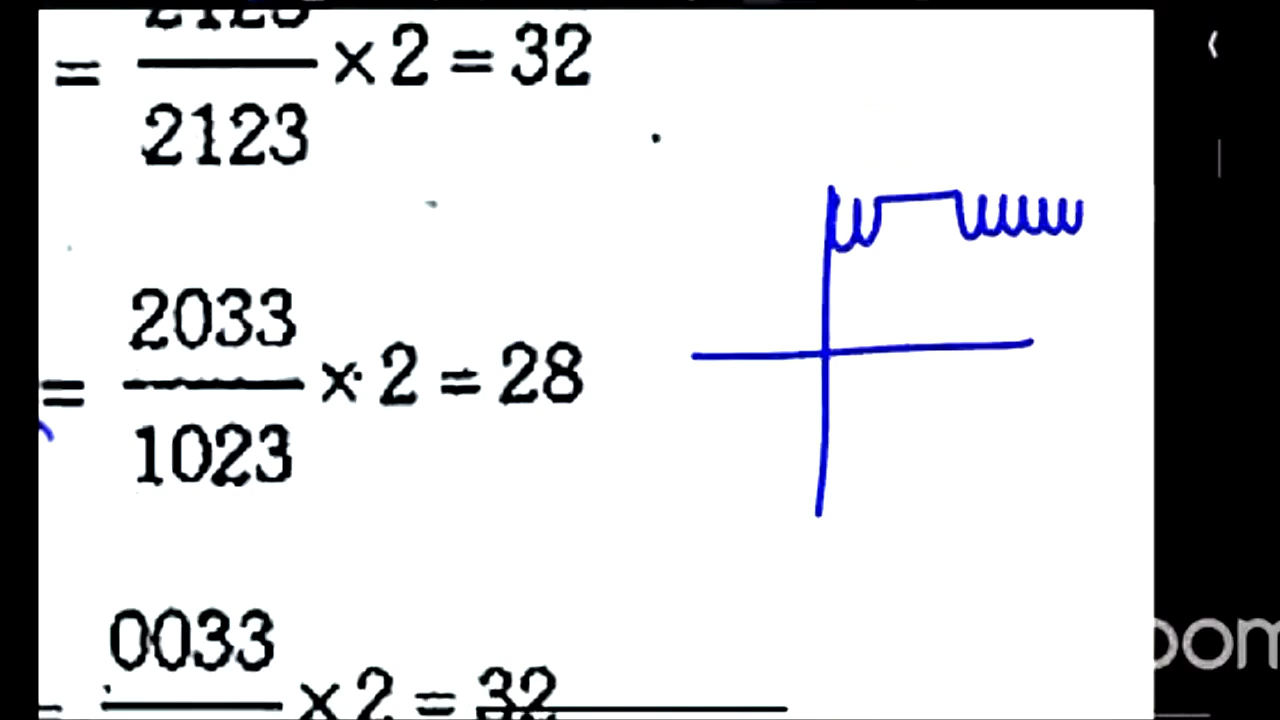 = 2123 × 2 = 32
2033
= × 2 = 28
1023
0033
= × 2 = 32
oom